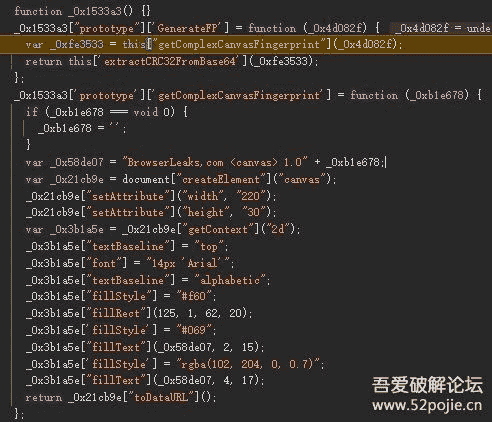 function _0x1533a3() {}
_0x1533a3["prototype"]['GenerateFP'] = function (_0x4d082f) { _0x4d082f = unde
var _0xfe3533 = this["getComplexCanvasFingerprint"](_0x4d082f);
return this['extractCRC32FromBase64'](_0xfe3533);
};
_0x1533a3['prototype']['getComplexCanvasFingerprint'] = function (_0xb1e678) {
if (_0xb1e678 === void 0) {
_0xb1e678 = '';
}
var _0x58de07 = "BrowserLeaks,com <canvas> 1.0" + _0xb1e678;
var _0x21cb9e = document["createElement"]("canvas");
_0x21cb9e["setAttribute"]("width", "220");
_0x21cb9e["setAttribute"]("height", "30");
var _0x3b1a5e = _0x21cb9e["getContext"]("2d");
_0x3b1a5e["textBaseline"] = "top";
_0x3b1a5e["font"] = "14px 'Arial'";
_0x3b1a5e["textBaseline"] = "alphabetic";
_0x3b1a5e["fillStyle"] = "#f60";
_0x3b1a5e["fillRect"](125, 1, 62, 20);
_0x3b1a5e['fillStyle'] = "#069";
_0x3b1a5e["fillText"](_0x58de07, 2, 15);
_0x3b1a5e['fillStyle'] = "rgba(102, 204, 0, 0.7)";
_0x3b1a5e["fillText"](_0x58de07, 4, 17);
return _0x21cb9e["toDataURL"]();
};
吾爱破解论坛
www.52pojie.cn